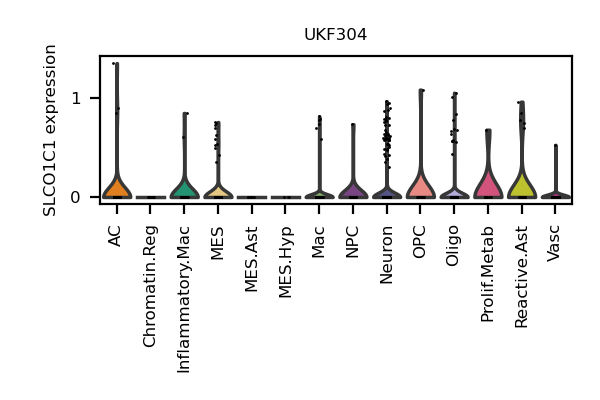 UKF304
SLCO1C1 expression
1
0
AC
Chromatin.Reg
Inflammatory.Mac
MES
MES.Ast
MES.Hyp
Mac
NPC
Neuron
OPC
Oligo
Prolif.Metab
Reactive.Ast
Vasc